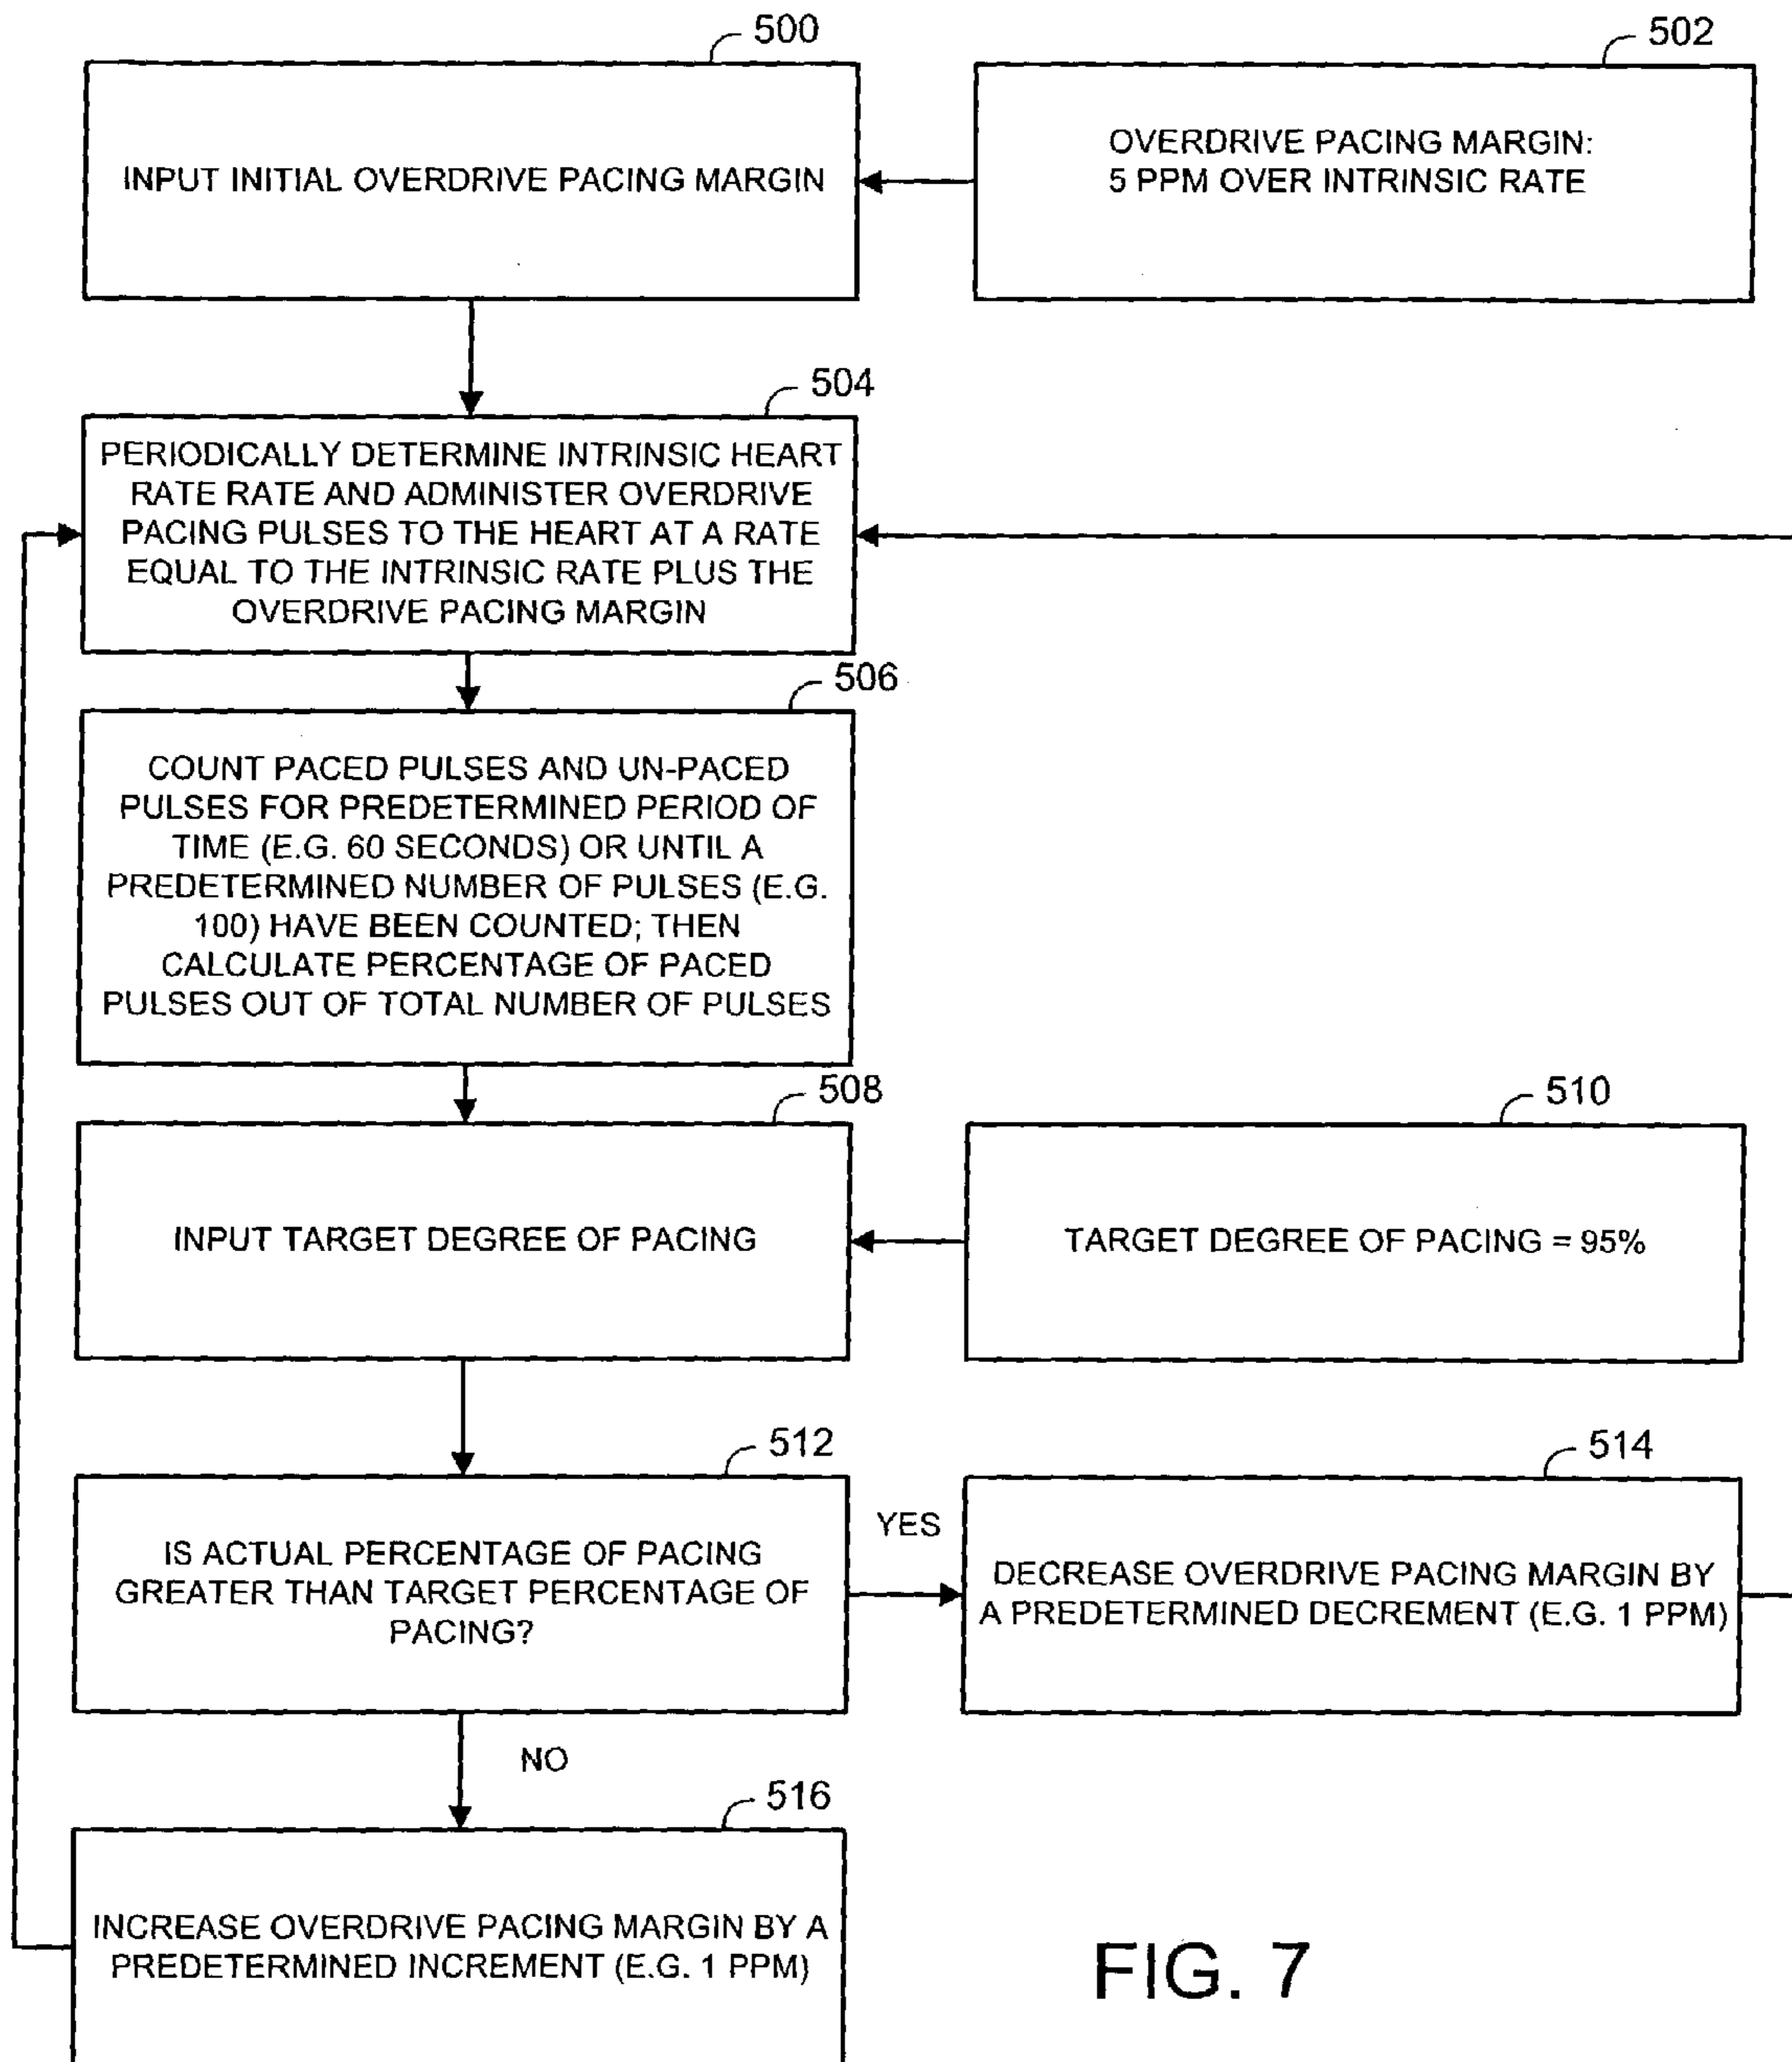 500
INPUT INITIAL OVERDRIVE PACING MARGIN
502
OVERDRIVE PACING MARGIN:
5 PPM OVER INTRINSIC RATE
504
PERIODICALLY DETERMINE INTRINSIC HEART
RATE RATE AND ADMINISTER OVERDRIVE
PACING PULSES TO THE HEART AT A RATE
EQUAL TO THE INTRINSIC RATE PLUS THE
OVERDRIVE PACING MARGIN
506
COUNT PACED PULSES AND UN-PACED
PULSES FOR PREDETERMINED PERIOD OF
TIME (E.G. 60 SECONDS) OR UNTIL A
PREDETERMINED NUMBER OF PULSES (E.G.
100) HAVE BEEN COUNTED; THEN
CALCULATE PERCENTAGE OF PACED
PULSES OUT OF TOTAL NUMBER OF PULSES
508
INPUT TARGET DEGREE OF PACING
510
TARGET DEGREE OF PACING = 95%
512
IS ACTUAL PERCENTAGE OF PACING
GREATER THAN TARGET PERCENTAGE OF
PACING?
YES
514
DECREASE OVERDRIVE PACING MARGIN BY
A PREDETERMINED DECREMENT (E.G. 1 PPM)
NO
516
INCREASE OVERDRIVE PACING MARGIN BY A
PREDETERMINED INCREMENT (E.G. 1 PPM)
FIG. 7